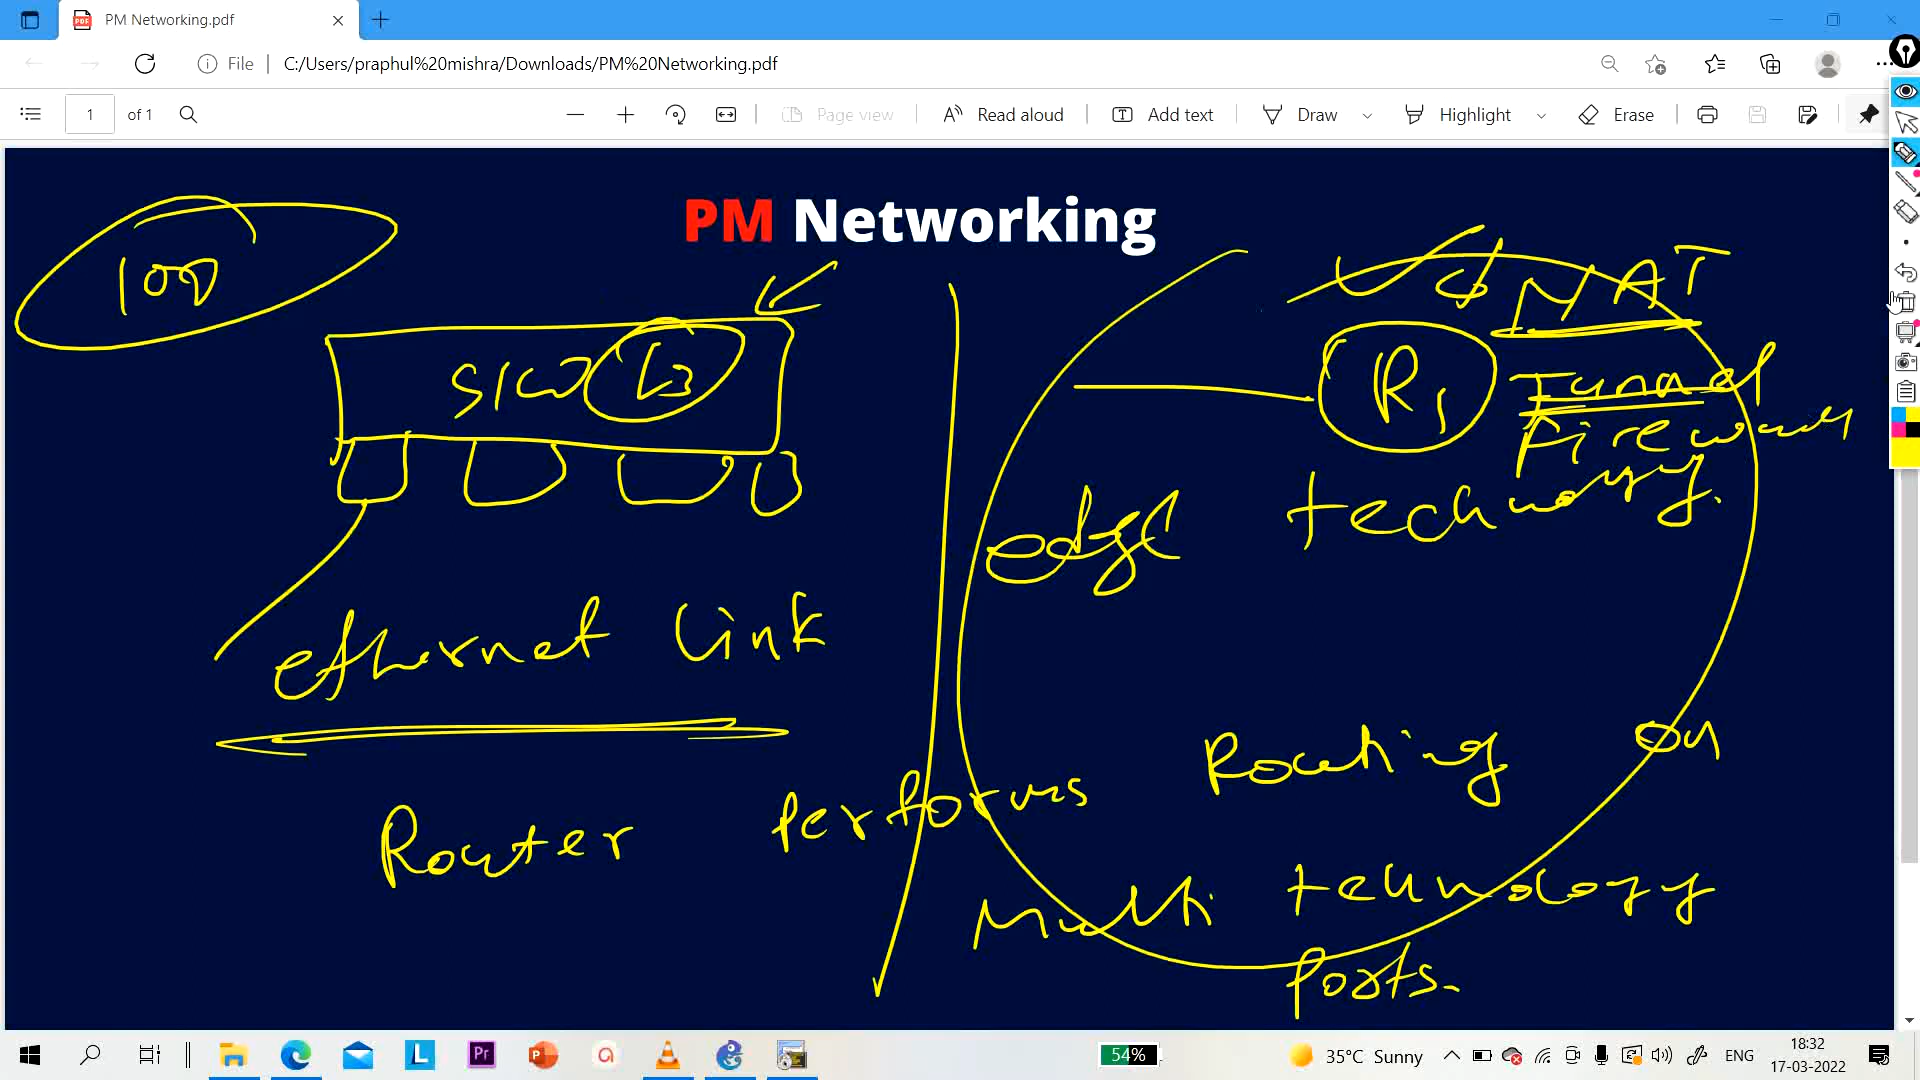 PM Networking.pdf
File
C:/Users/praphul%20mishra/Downloads/PM%20Networking.pdf
1 of 1
Page view
Read aloud
Add text
Draw
Highlight
Erase
PM Networking
100
S/W L3
$ NAT
R1
Tunnel
Firewall
edge technology.
ethernet Link
Router performs Routing on
Multi technology
Ports.
54%
35°C Sunny
ENG
18:32
17-03-2022